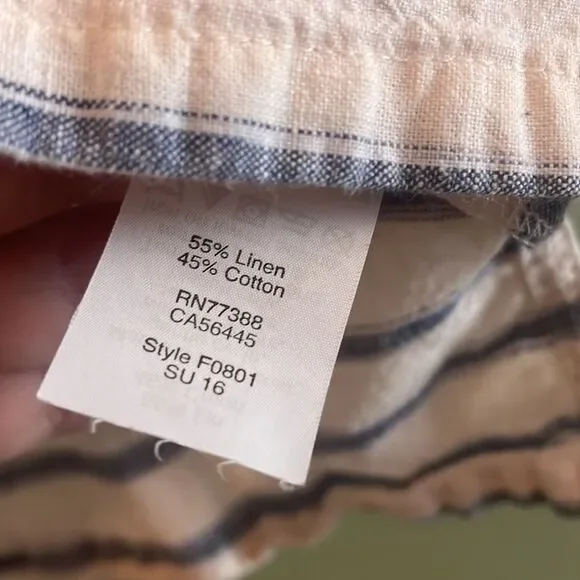 55% Linen
45% Cotton
RN77388
CA56445
Style F0801
SU 16